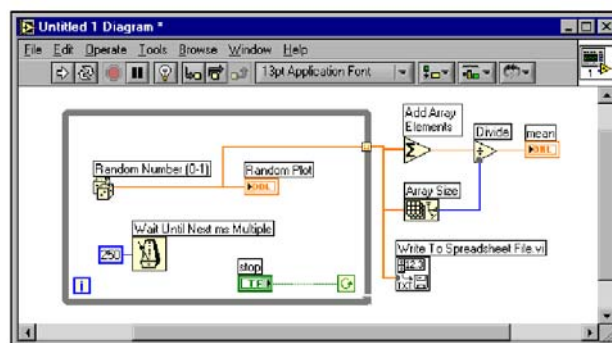 Untitled 1 Diagram *
File Edit Operate Tools Browse Window Help
13pt Application Font
1
Add Array
Elements
Divide
mean
DBL
Random Number (0-1)
Random Plot
DBL
Array Size
Wait Until Next ms Multiple
250
Write To Spreadsheet File.vi
stop
TF
TXT
i